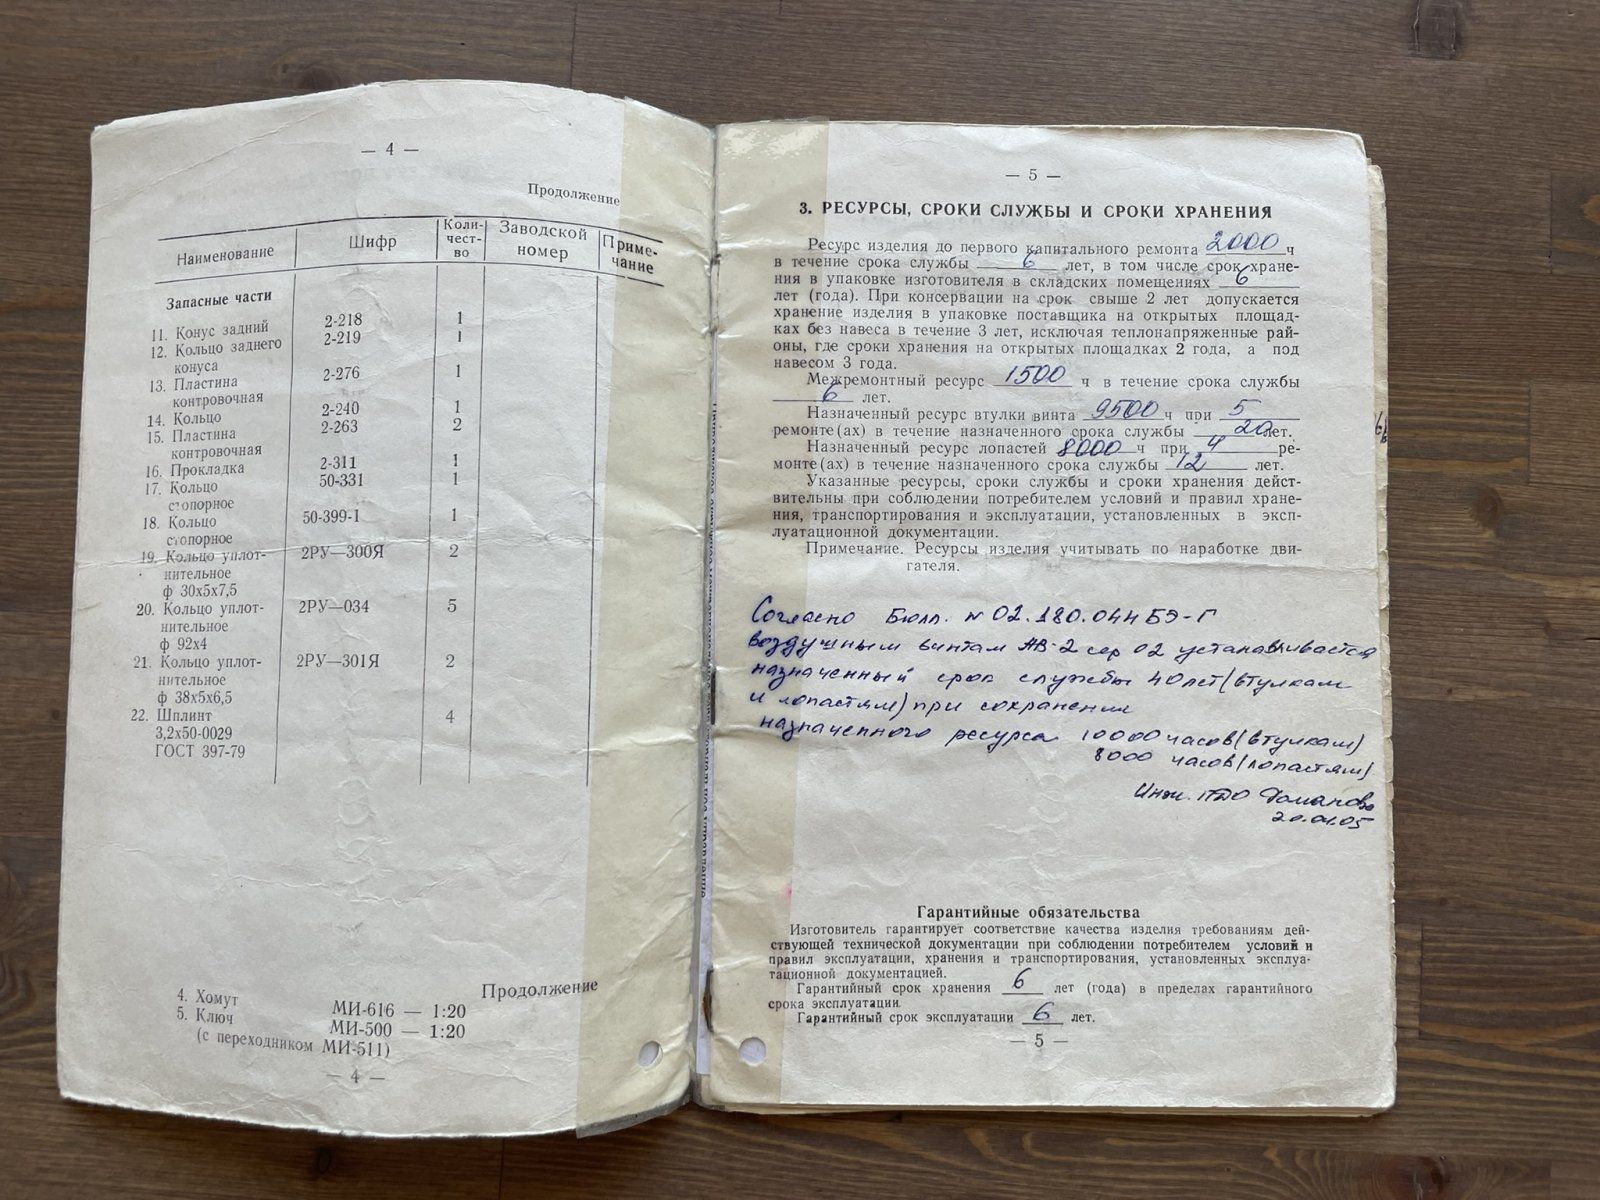 — 4 —
Продолжение
Наименование Шифр Коли-чест-во Заводской номер Приме-чание
Запасные части
11. Конус задний 2-218 1
12. Кольцо заднего 2-219 1
конуса
13. Пластина 2-276 1
контровочная
14. Кольцо 2-240 1
15. Пластина 2-263 2
контровочная
16. Прокладка 2-311 1
17. Кольцо 50-331 1
стопорное
18. Кольцо 50-399-1 1
стопорное
19. Кольцо уплот- 2РУ—300Я 2
нительное
ф 30х5х7,5
20. Кольцо уплот- 2РУ—034 5
нительное
ф 92х4
21. Кольцо уплот- 2РУ—301Я 2
нительное
ф 38х5х6,5
22. Шплинт 4
3,2х50-0029
ГОСТ 397-79
Продолжение
4. Хомут МИ-616 — 1:20
5. Ключ МИ-500 — 1:20
(с переходником МИ-511)
— 4 —
— 5 —
3. РЕСУРСЫ, СРОКИ СЛУЖБЫ И СРОКИ ХРАНЕНИЯ
Ресурс изделия до первого капитального ремонта 2000 ч
в течение срока службы 6 лет, в том числе срок хране-
ния в упаковке изготовителя в складских помещениях 6
лет (года). При консервации на срок свыше 2 лет допускается
хранение изделия в упаковке поставщика на открытых площад-
ках без навеса в течение 3 лет, исключая теплонапряженные рай-
оны, где сроки хранения на открытых площадках 2 года, а под
навесом 3 года.
Межремонтный ресурс 1500 ч в течение срока службы
6 лет.
Назначенный ресурс втулки винта 9500 ч при 5
ремонте(ах) в течение назначенного срока службы 20 лет.
Назначенный ресурс лопастей 8000 ч при 4 ре-
монте(ах) в течение назначенного срока службы 12 лет.
Указанные ресурсы, сроки службы и сроки хранения дейст-
вительны при соблюдении потребителем условий и правил хране-
ния, транспортирования и эксплуатации, установленных в эксп-
луатационной документации.
Примечание. Ресурсы изделия учитывать по наработке дви-
гателя.
Согласно Бюлл. N 02.180.044 БЭ-Г
воздушным винтам АВ-2 сер 02 устанавливается
назначенный срок службы 40 лет (втулкам
и лопастям) при сохранении
назначенного ресурса 10000 часов (втулкам)
8000 часов (лопастям)
Инж. ПДО
20.01.05
Гарантийные обязательства
Изготовитель гарантирует соответствие качества изделия требованиям дей-
ствующей технической документации при соблюдении потребителем условий и
правил эксплуатации, хранения и транспортирования, установленных эксплуа-
тационной документацией.
Гарантийный срок хранения 6 лет (года) в пределах гарантийного
срока эксплуатации.
Гарантийный срок эксплуатации 6 лет.
— 5 —